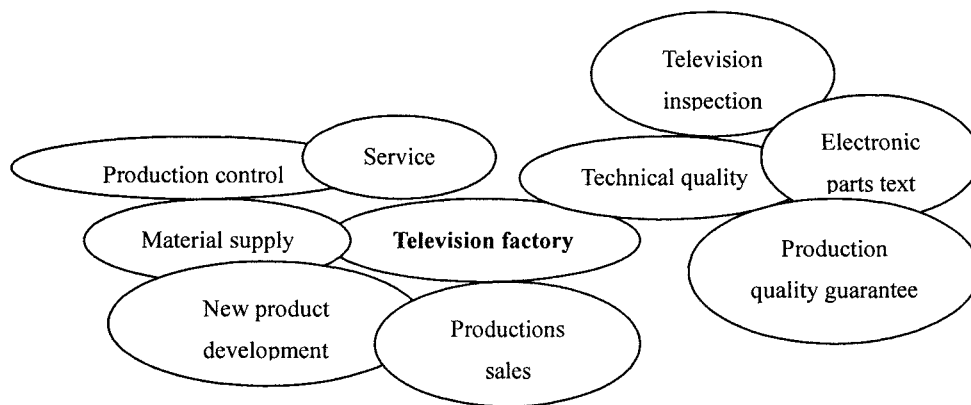 Television
inspection
Electronic
parts text
Service
Production control
Technical quality
Material supply
Television factory
Production
quality guarantee
New product
development
Productions
sales